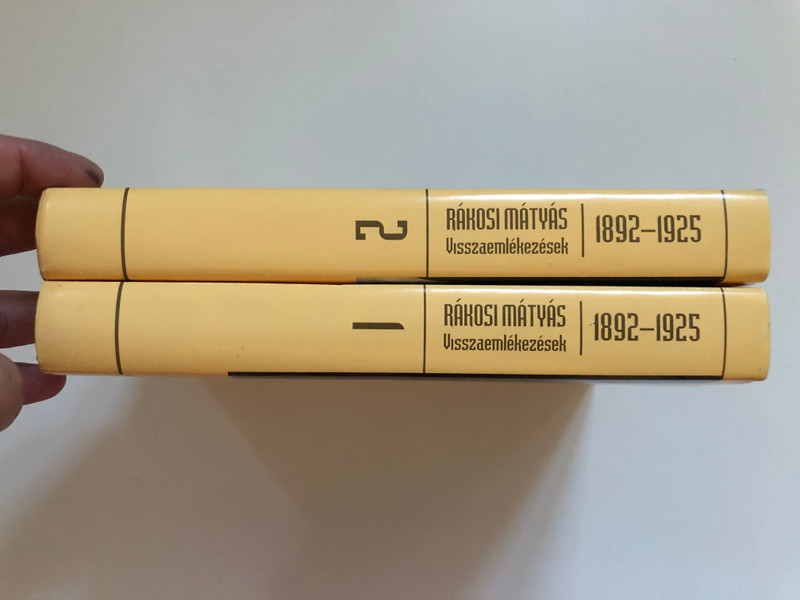 2
RÁKOSI MÁTYÁS
Visszaemlékezések
1892–1925
1
RÁKOSI MÁTYÁS
Visszaemlékezések
1892–1925